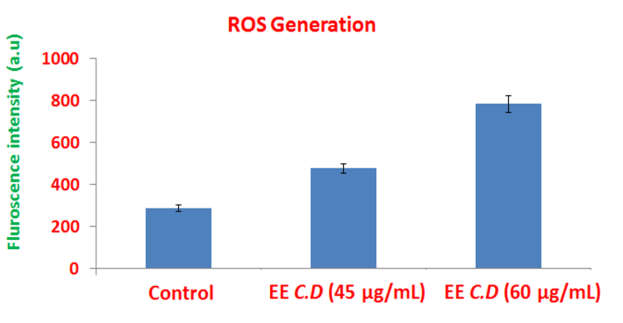 ROS Generation
Fluroscence intensity (a.u)
1000
800
600
400
200
0
Control
EE C.D (45 µg/mL)
EE C.D (60 µg/mL)